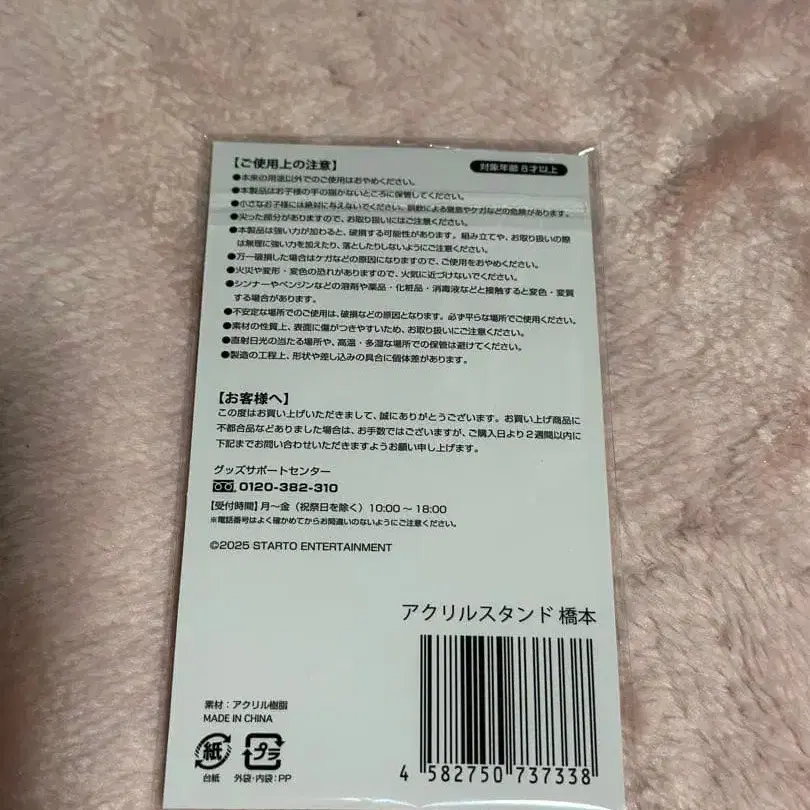 【ご使用上の注意】
対象年齢 6才以上
●本来の用途以外でのご使用はおやめください。
●本製品はお子様の手の届かないところに保管してください。
●小さなお子様には絶対に与えないでください。誤飲による窒息やケガなどの危険があります。
●尖った部分がありますので、お取り扱いにはご注意ください。
●本製品は強い力が加わると、破損する可能性があります。組み立てや、お取り扱いの際
は無理に強い力を加えたり、落としたりしないようにご注意ください。
●万一破損した場合はケガなどの原因になりますので、ご使用をおやめください。
●火災や変形・変色の恐れがありますので、火気に近づけないでください。
●シンナーやベンジンなどの溶剤や薬品・化粧品・消毒液などと接触すると変色・変質
する場合があります。
●不安定な場所でのご使用は、破損などの原因となります。必ず平らな場所でご使用ください。
●素材の性質上、表面に傷がつきやすいため、お取り扱いにご注意ください。
●直射日光の当たる場所や、高温・多湿な場所での保管は避けてください。
●製造の工程上、形状や差し込みの具合に個体差があります。
【お客様へ】
この度はお買い上げいただきまして、誠にありがとうございます。お買い上げ商品に
不都合品などありました場合は、お手数ではございますが、ご購入日より2週間以内に
下記までお問い合わせいただきますようお願い申し上げます。
グッズサポートセンター
0120-382-310
【受付時間】月〜金(祝祭日を除く)10:00〜18:00
※電話番号はよく確かめてからお間違いのないようにご注意ください。
©2025 STARTO ENTERTAINMENT
アクリルスタンド 橋本
素材:アクリル樹脂
MADE IN CHINA
紙
プラ
台紙
外袋・内袋:PP
4 582750 737338